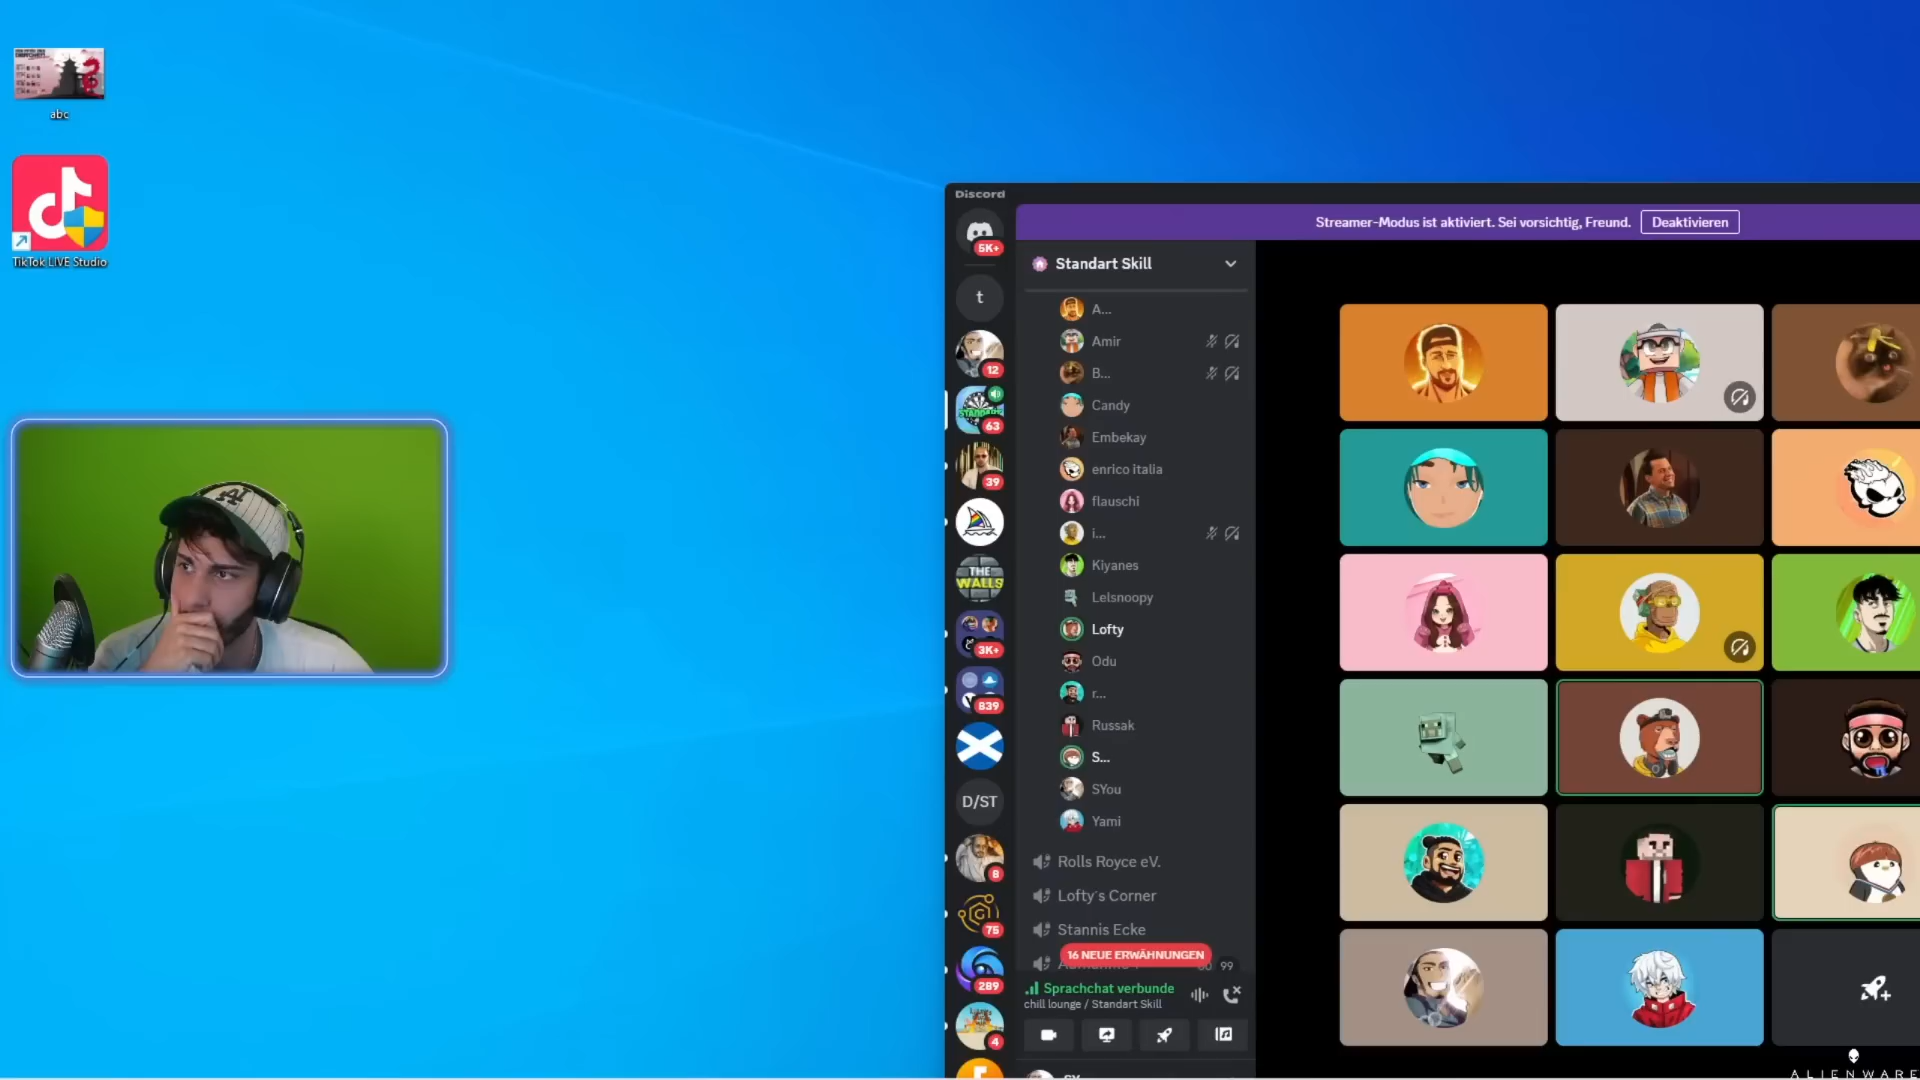 abc
TikTok LIVE Studio
Discord
Streamer-Modus ist aktiviert. Sei vorsichtig, Freund.
Deaktivieren
5K+
Standart Skill
t
A...
Amir
12
B...
Candy
63
Embekay
enrico italia
39
flauschi
i...
Kiyanes
THE
WALLS
Lelsnoopy
Lofty
3K+
Odu
r...
839
Russak
S...
SYou
D/ST
Yami
Rolls Royce eV.
8
Lofty's Corner
Stannis Ecke
75
16 NEUE ERWÄHNUNGEN
99
Sprachchat verbunde
289
chill lounge / Standart Skill
4
ALIENWARE